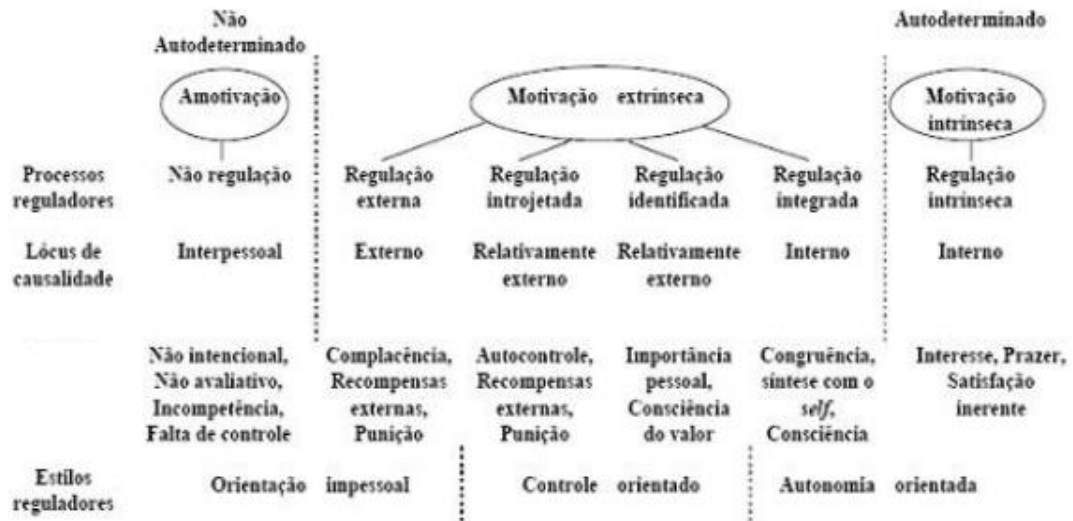 Não
Autodeterminado
Autodeterminado
Amotivação
Motivação extrínseca
Motivação
intrínseca
Processos
reguladores
Não regulação
Regulação
externa
Regulação
introjetada
Regulação
identificada
Regulação
integrada
Regulação
intrínseca
Lócus de
causalidade
Interpessoal
Externo
Relativamente
externo
Relativamente
externo
Interno
Interno
Não intencional,
Não avaliativo,
Incompetência,
Falta de controle
Complacência,
Recompensas
externas,
Punição
Autocontrole,
Recompensas
externas,
Punição
Importância
pessoal,
Consciência
do valor
Congruência,
síntese com o
self,
Consciência
Interesse, Prazer,
Satisfação
inerente
Estilos
reguladores
Orientação impessoal
Controle orientado
Autonomia orientada